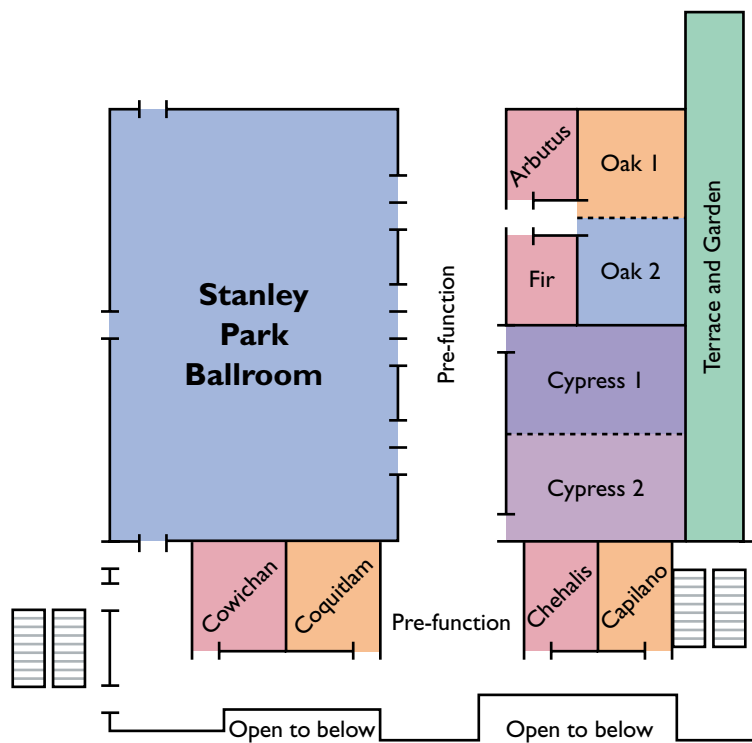 Arbutus
Oak 1
Terrace and Garden
Fir
Oak 2
Stanley
Park
Ballroom
Pre-function
Cypress 1
Cypress 2
Cowichan
Coquitlam
Pre-function
Chehalis
Capilano
Open to below
Open to below